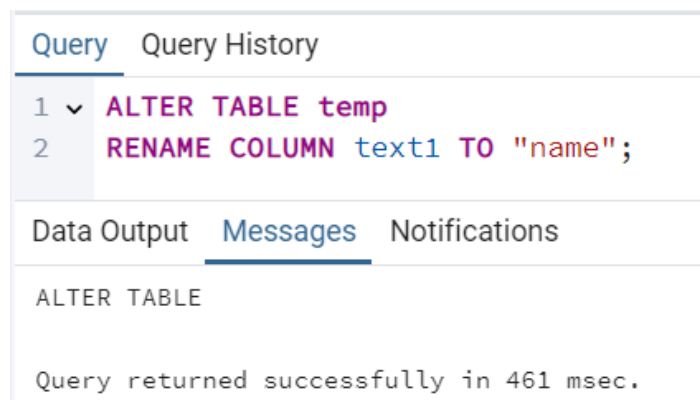 Query Query History
1 ALTER TABLE temp
2 RENAME COLUMN text1 TO "name";
Data Output Messages Notifications
ALTER TABLE
Query returned successfully in 461 msec.